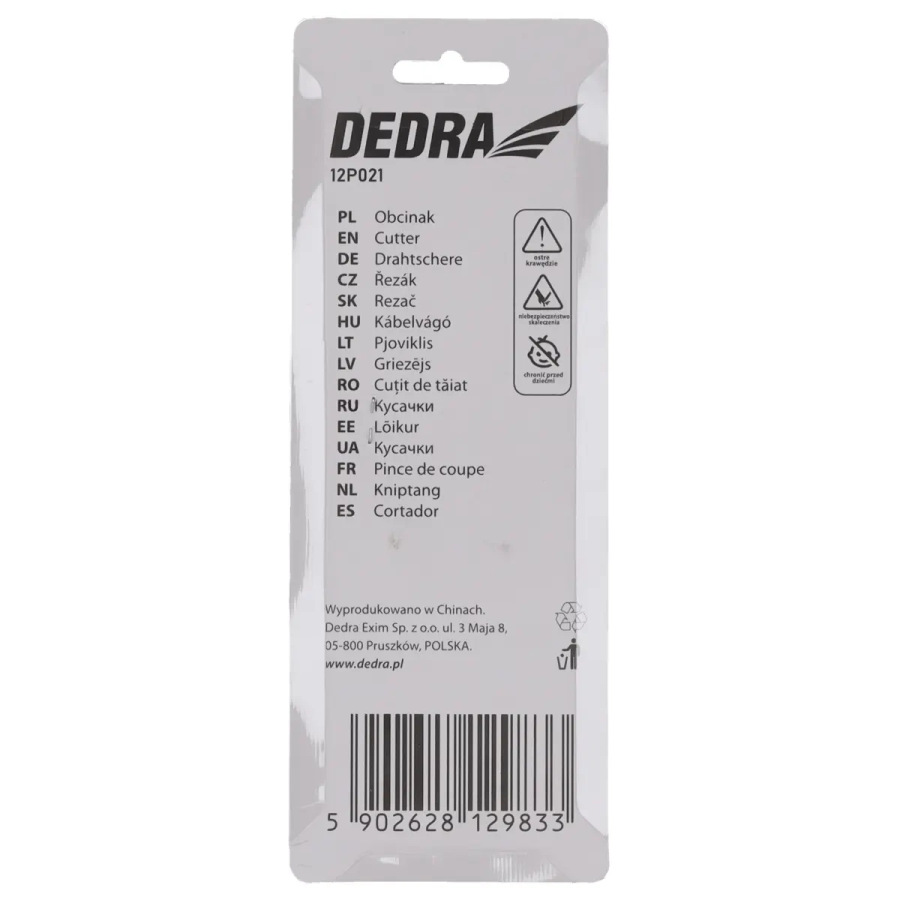 DEDRA
12P021
PL Obcinak
EN Cutter
DE Drahtschere
CZ Řezák
SK Rezač
HU Kábelvágó
LT Pjoviklis
LV Griezējs
RO Cuțit de tăiat
RU Кусачки
EE Lõikur
UA Кусачки
FR Pince de coupe
NL Kniptang
ES Cortador
ostre
krawędzie
niebezpieczeństwo
skaleczenia
chronić przed
dziećmi
Wyprodukowano w Chinach.
Dedra Exim Sp. z o.o. ul. 3 Maja 8,
05-800 Pruszków, POLSKA.
www.dedra.pl
5 902628 129833